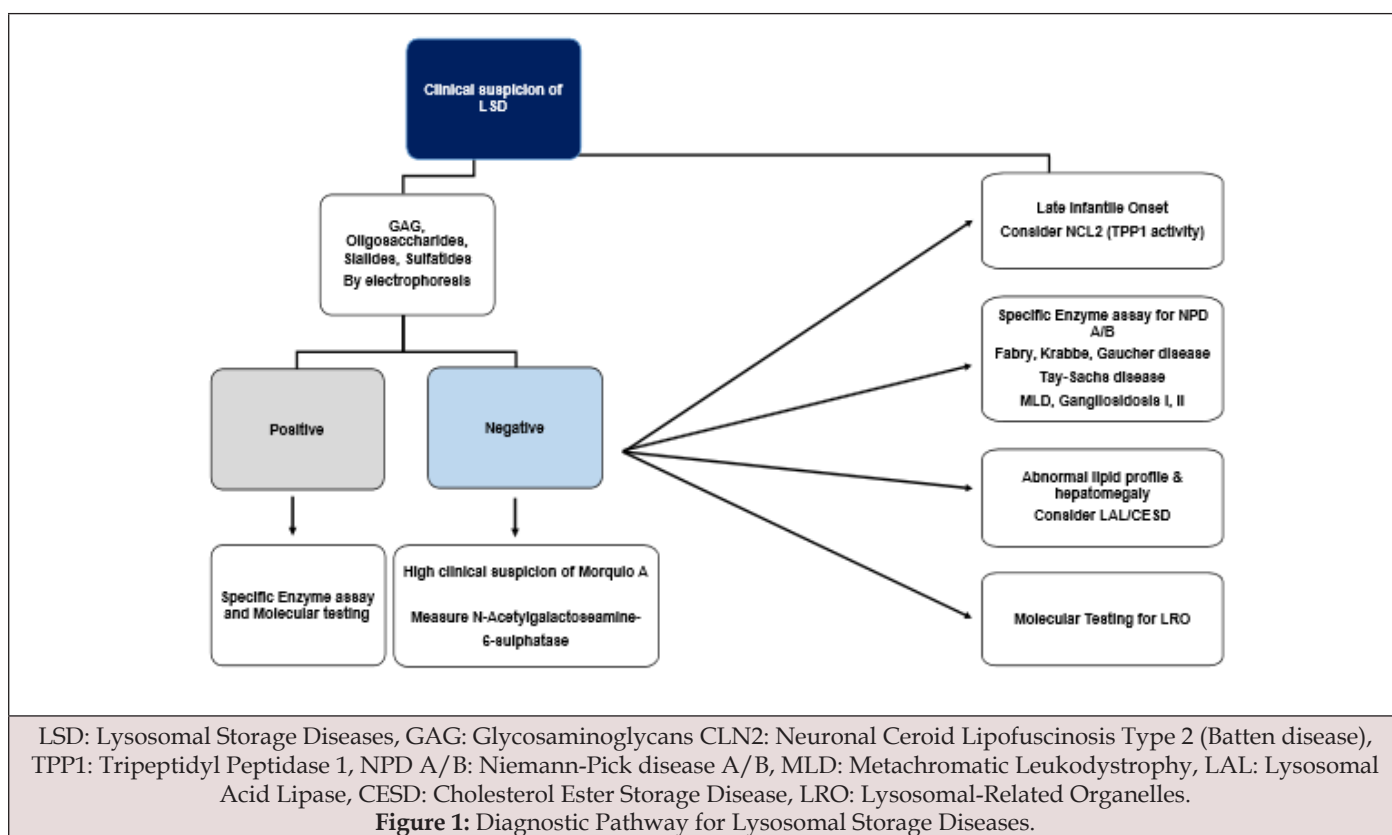 Clinical suspicion of
LSD
GAG,
Oligosaccharides,
Sialides, Sulfatides
By electrophoresis
Positive
Negative
Specific Enzyme assay
and Molecular testing
High clinical suspicion of Morquio A
Measure N-Acetylgalactoseamine-
6-sulphatase
Late Infantile Onset
Consider NCL2 (TPP1 activity)
Specific Enzyme assay for NPD
A/B
Fabry, Krabbe, Gaucher disease
Tay-Sachs disease
MLD, Gangliosidosis I, II
Abnormal lipid profile &
hepatomegaly
Consider LAL/CESD
Molecular Testing for LRO
LSD: Lysosomal Storage Diseases, GAG: Glycosaminoglycans CLN2: Neuronal Ceroid Lipofuscinosis Type 2 (Batten disease),
TPP1: Tripeptidyl Peptidase 1, NPD A/B: Niemann-Pick disease A/B, MLD: Metachromatic Leukodystrophy, LAL: Lysosomal
Acid Lipase, CESD: Cholesterol Ester Storage Disease, LRO: Lysosomal-Related Organelles.
Figure 1: Diagnostic Pathway for Lysosomal Storage Diseases.